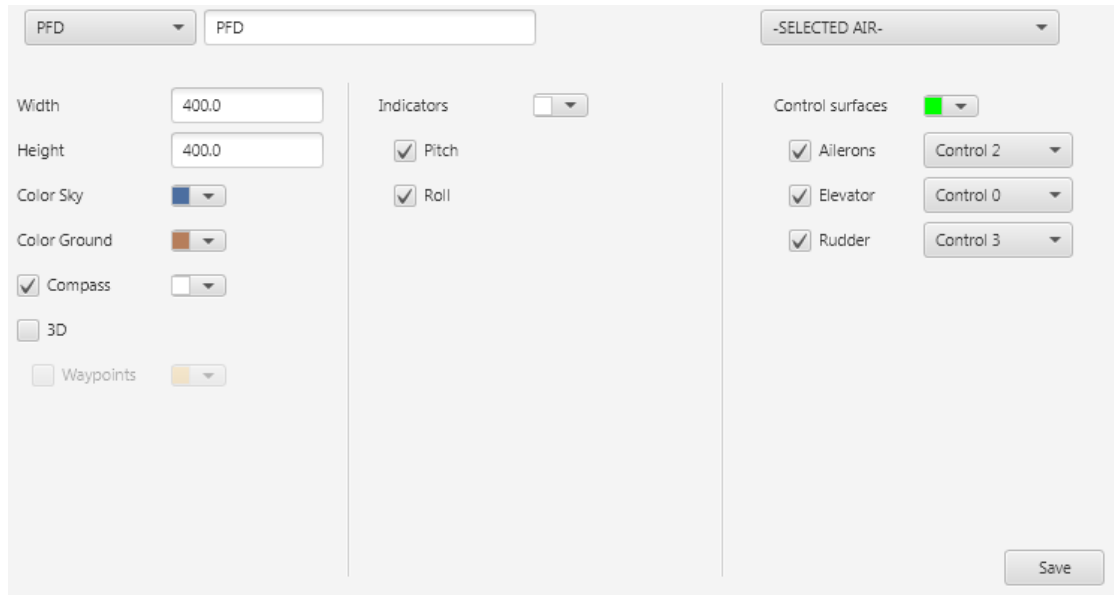 PFD PFD -SELECTED AIR-
Width 400.0 Indicators Control surfaces
Height 400.0 Pitch Ailerons Control 2
Color Sky Roll Elevator Control 0
Color Ground Rudder Control 3
Compass
3D
Waypoints
Save